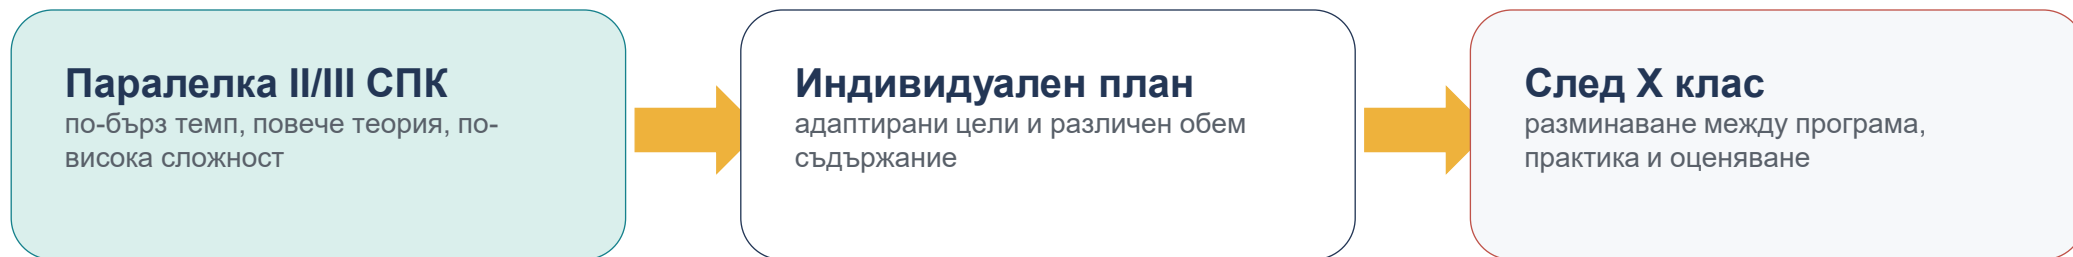 Паралелка II/III СПК
по-бърз темп, повече теория, по-
висока сложност
Индивидуален план
адаптирани цели и различен обем
съдържание
След X клас
разминаване между програма,
практика и оценяване